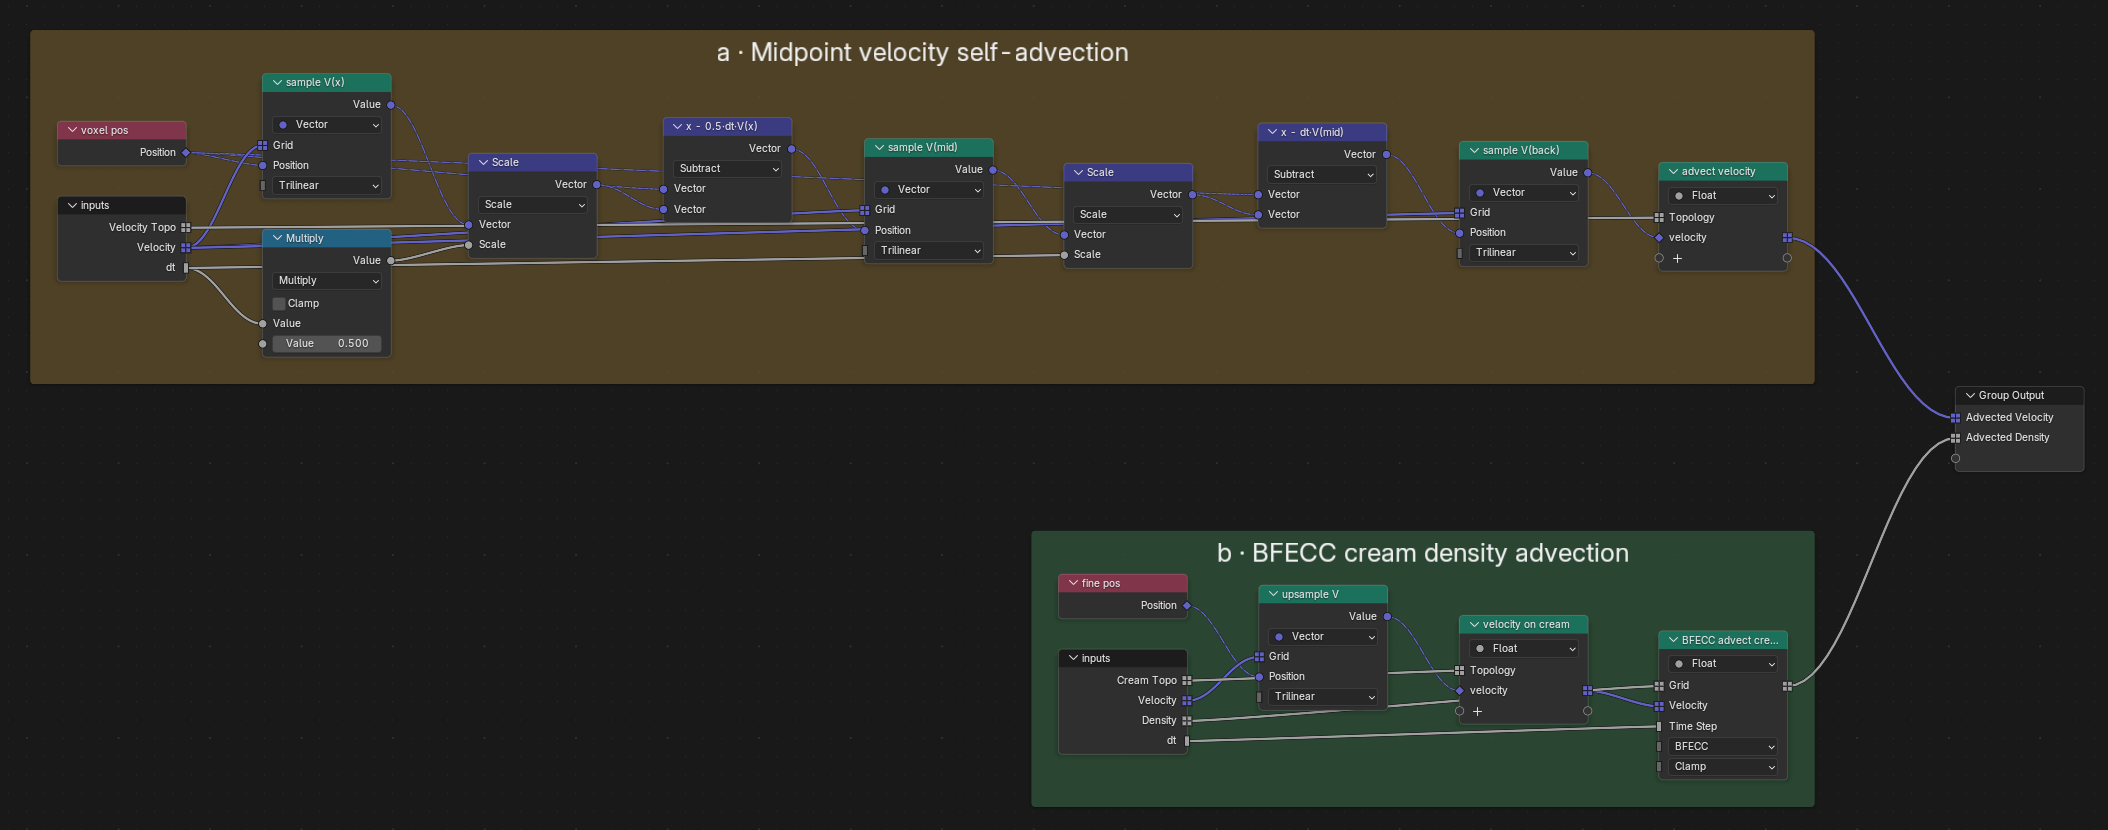 a · Midpoint velocity self-advection
voxel pos
Position
inputs
Velocity Topo
Velocity
dt
sample V(x)
Value
Vector
Grid
Position
Trilinear
Multiply
Value
Multiply
Clamp
Value
Value 0.500
Scale
Vector
Scale
Vector
Scale
x - 0.5·dt·V(x)
Vector
Subtract
Vector
Vector
sample V(mid)
Value
Vector
Grid
Position
Trilinear
Scale
Vector
Scale
Vector
Scale
x - dt·V(mid)
Vector
Subtract
Vector
Vector
sample V(back)
Value
Vector
Grid
Position
Trilinear
advect velocity
Float
Topology
velocity
+
Group Output
Advected Velocity
Advected Density
b · BFECC cream density advection
fine pos
Position
inputs
Cream Topo
Velocity
Density
dt
upsample V
Value
Vector
Grid
Position
Trilinear
velocity on cream
Float
Topology
velocity
+
BFECC advect cre...
Float
Grid
Velocity
Time Step
BFECC
Clamp